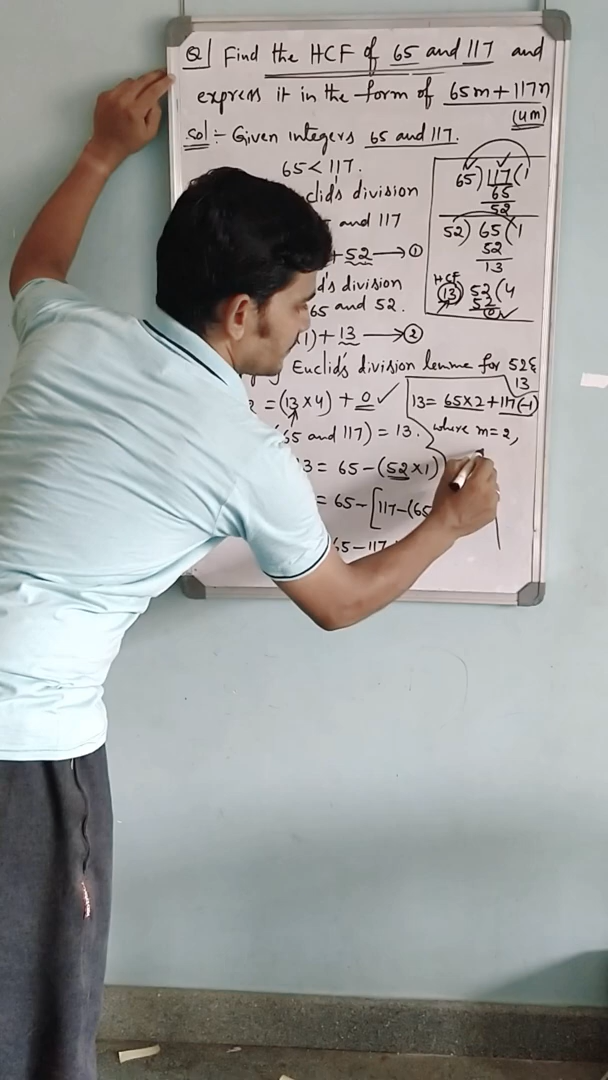 Q] Find the HCF of 65 and 117 and
express it in the form of 65m+117n
(4m)
Sol:- Given integers 65 and 117.
65 < 117.
clid's division
and 117
+52 → ①
d's division
65 and 52.
1) + 13 → ②
Euclid's division lemma for 52 &
13
= (13×4) + 0 ✓
65 and 117) = 13.
3 = 65 - (52×1)
= 65 - [117 - (65
65 - 117
65) 117 (1
65
52
52) 65 (1
52
13
HCF
13) 52 (4
52
0 ✓
13 = 65×2 + 117(-1)
where m=2,